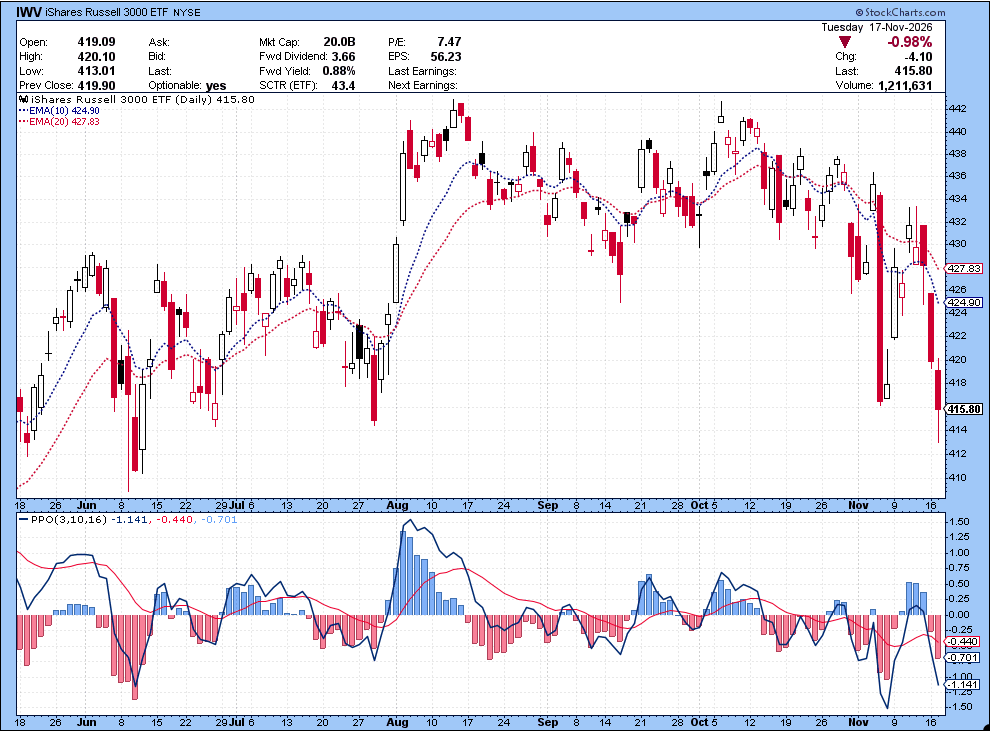 IWV iShares Russell 3000 ETF NYSE © StockCharts.com
Tuesday 17-Nov-2026
Open: 419.09 Ask: Mkt Cap: 20.0B P/E: 7.47 -0.98%
High: 420.10 Bid: Fwd Dividend: 3.66 EPS: 56.23 Chg: -4.10
Low: 413.01 Last: Fwd Yield: 0.88% Last Earnings: Last: 415.80
Prev Close: 419.90 Optionable: yes SCTR (ETF): 43.4 Next Earnings: Volume: 1,211,631
iShares Russell 3000 ETF (Daily) 415.80
EMA(10) 424.90
EMA(20) 427.83
442
440
438
436
434
432
430
427.83
426
424.90
424
422
420
418
415.80
414
412
410
18 26 Jun 8 15 22 29 Jul 6 13 20 27 Aug 10 17 24 Sep 8 14 21 28 Oct 5 12 19 26 Nov 9 16
PPO(3,10,16) -1.141, -0.440, -0.701
1.50
1.25
1.00
0.75
0.50
0.25
0.00
-0.25
-0.440
-0.701
-1.00
-1.141
-1.25
-1.50
18 26 Jun 8 15 22 29 Jul 6 13 20 27 Aug 10 17 24 Sep 8 14 21 28 Oct 5 12 19 26 Nov 9 16